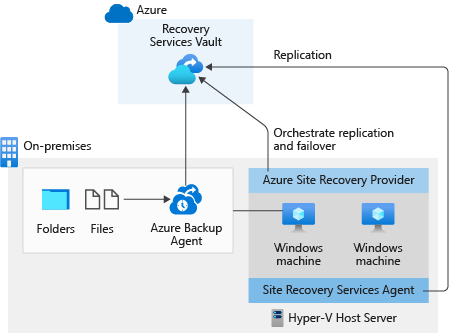 Azure
Recovery
Services Vault
Replication
Orchestrate replication
and failover
On-premises
Azure Site Recovery Provider
Folders
Files
Azure Backup
Agent
Windows
machine
Windows
machine
Site Recovery Services Agent
Hyper-V Host Server